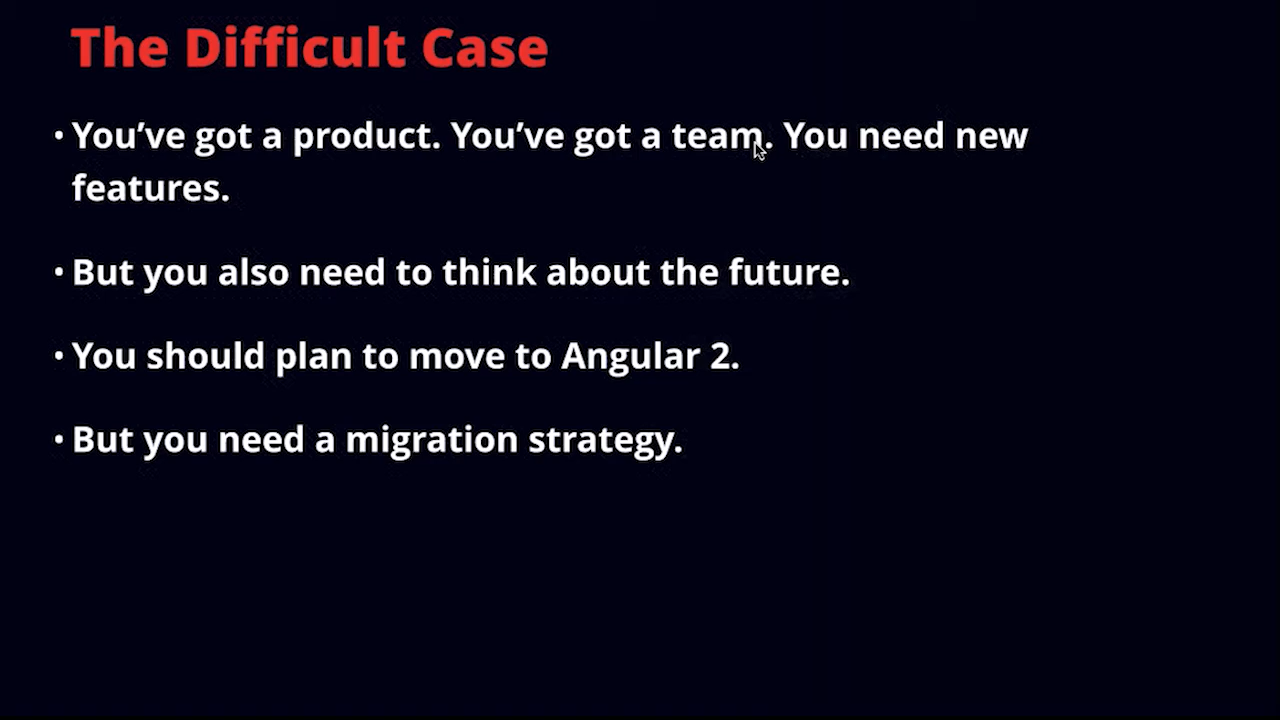 The Difficult Case
• You’ve got a product. You’ve got a team. You need new
features.
• But you also need to think about the future.
• You should plan to move to Angular 2.
• But you need a migration strategy.